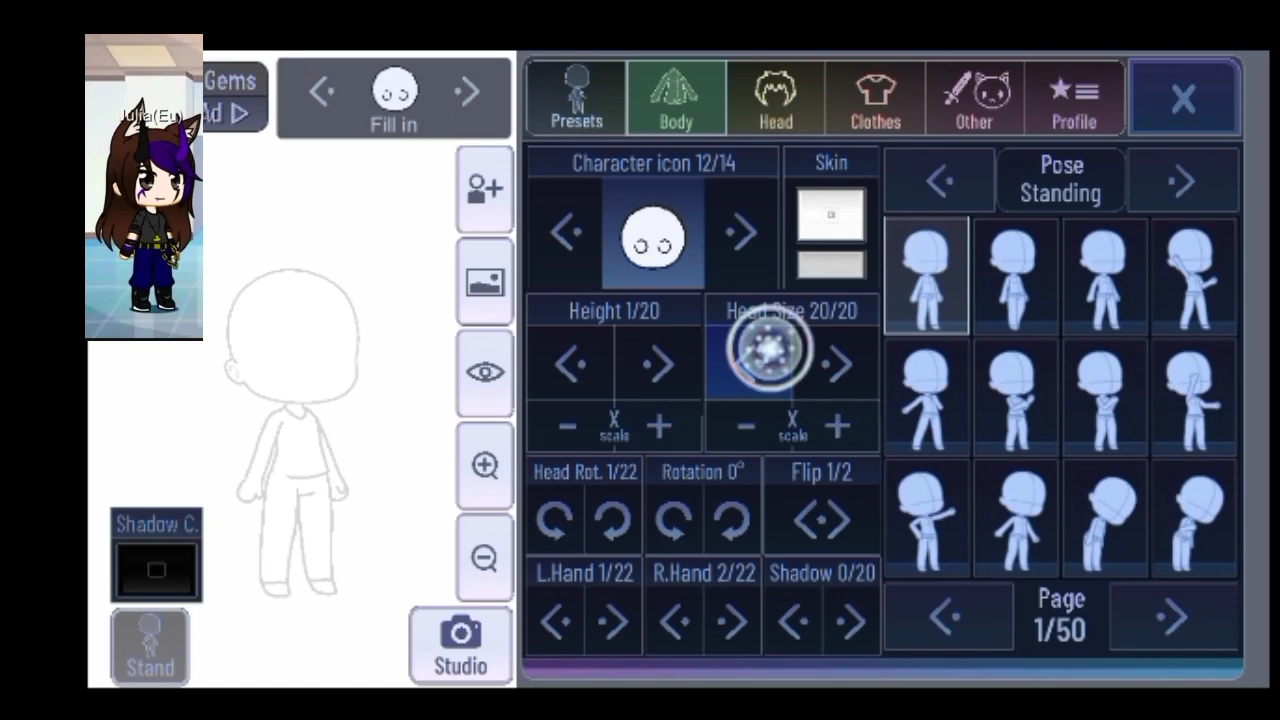 Julia(Eu)
Gems
Ad
Fill in
Presets
Body
Head
Clothes
Other
Profile
Character icon 12/14
Skin
Pose
Standing
Height 1/20
Head Size 20/20
X
scale
X
scale
Head Rot. 1/22
Rotation 0°
Flip 1/2
Shadow C.
L.Hand 1/22
R.Hand 2/22
Shadow 0/20
Page
1/50
Stand
Studio